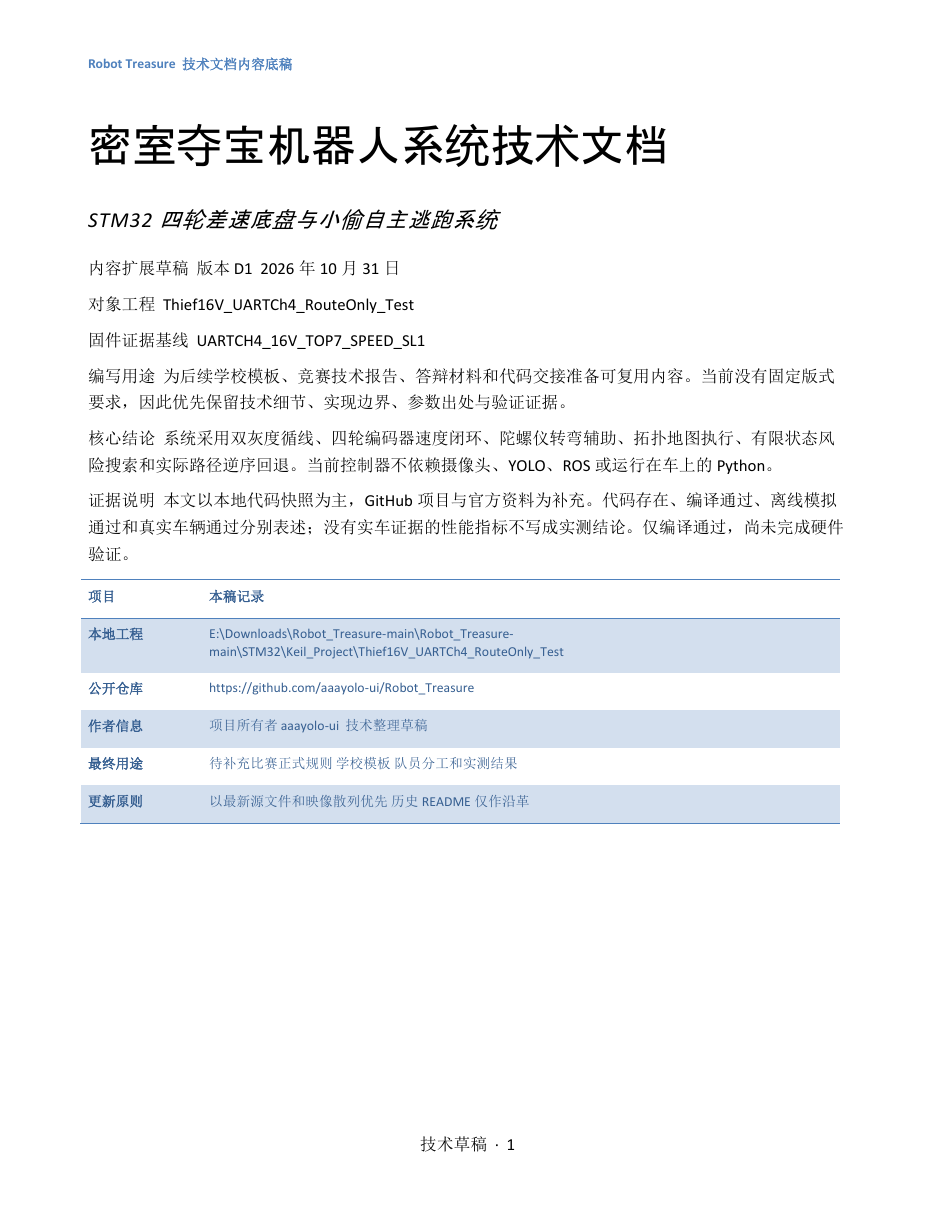 Robot Treasure 技术文档内容底稿
密室夺宝机器人系统技术文档
STM32 四轮差速底盘与小偷自主逃跑系统
内容扩展草稿 版本 D1 2026 年 10 月 31 日
对象工程 Thief16V_UARTCh4_RouteOnly_Test
固件证据基线 UARTCH4_16V_TOP7_SPEED_SL1
编写用途 为后续学校模板、竞赛技术报告、答辩材料和代码交接准备可复用内容。当前没有固定版式
要求，因此优先保留技术细节、实现边界、参数出处与验证证据。
核心结论 系统采用双灰度循线、四轮编码器速度闭环、陀螺仪转弯辅助、拓扑地图执行、有限状态风
险搜索和实际路径逆序回退。当前控制器不依赖摄像头、YOLO、ROS 或运行在车上的 Python。
证据说明 本文以本地代码快照为主，GitHub 项目与官方资料为补充。代码存在、编译通过、离线模拟
通过和真实车辆通过分别表述；没有实车证据的性能指标不写成实测结论。仅编译通过，尚未完成硬件
验证。
项目 本稿记录
本地工程 E:\Downloads\Robot_Treasure-main\Robot_Treasure-
main\STM32\Keil_Project\Thief16V_UARTCh4_RouteOnly_Test
公开仓库 https://github.com/aaayolo-ui/Robot_Treasure
作者信息 项目所有者 aaayolo-ui 技术整理草稿
最终用途 待补充比赛正式规则 学校模板 队员分工和实测结果
更新原则 以最新源文件和映像散列优先 历史 README 仅作沿革
技术草稿 · 1